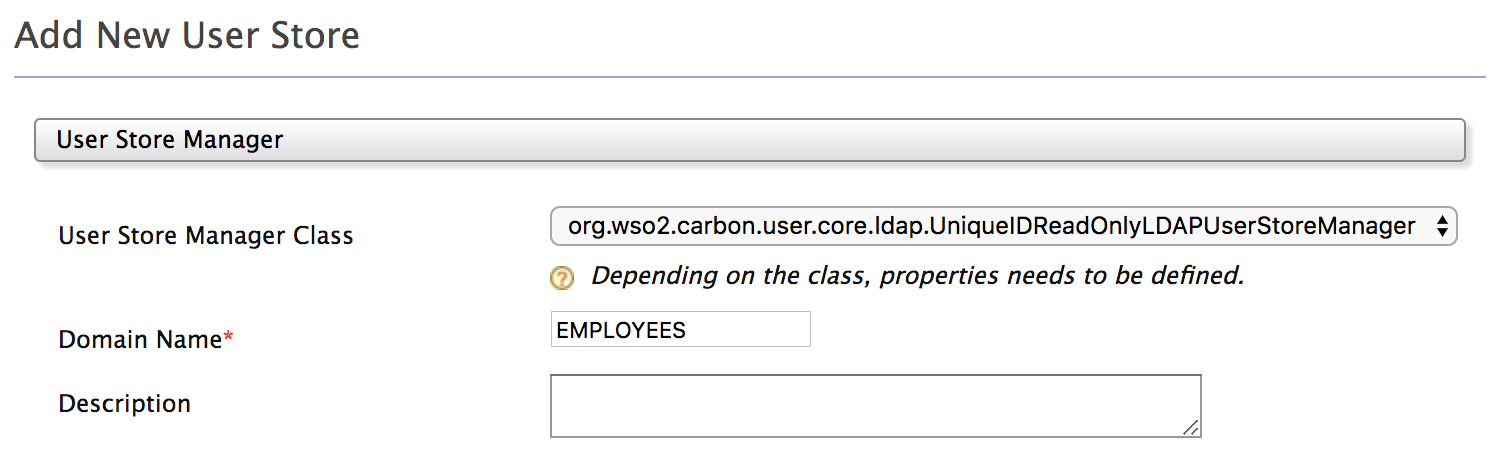 Add New User Store
User Store Manager
User Store Manager Class
org.wso2.carbon.user.core.ldap.UniqueIDReadOnlyLDAPUserStoreManager
? Depending on the class, properties needs to be defined.
Domain Name*
EMPLOYEES
Description